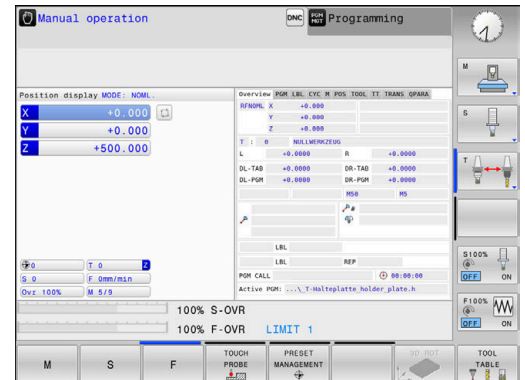 Manual operation
DNC
PGM MGT
Programming
Position display MODE: NOML.
X +0.000
Y +0.000
Z +500.000
Overview PGM LBL CYC M POS TOOL TT TRANS QPARA
RFNOML X +0.000
Y +0.000
Z +0.000
T : 0 NULLWERKZEUG
L +0.0000 R +0.0000
DL-TAB +0.0000 DR-TAB +0.0000
DL-PGM +0.0000 DR-PGM +0.0000
M50 M5
LBL
LBL REP
PGM CALL 00:00:00
Active PGM: ...\_T-Halteplatte_holder_plate.h
0 T 0 Z
S 0 F 0mm/min
Ovr 100% M 5/9
100% S-OVR
100% F-OVR LIMIT 1
M
S
T
S100%
OFF ON
F100%
OFF ON
M
S
F
TOUCH PROBE
PRESET MANAGEMENT
3D ROT
TOOL TABLE